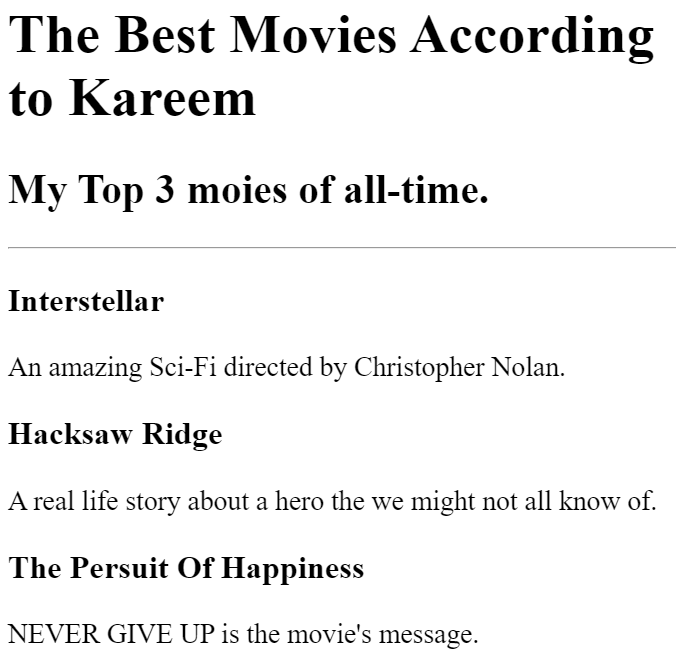 The Best Movies According
to Kareem
My Top 3 moies of all-time.
Interstellar
An amazing Sci-Fi directed by Christopher Nolan.
Hacksaw Ridge
A real life story about a hero the we might not all know of.
The Persuit Of Happiness
NEVER GIVE UP is the movie's message.